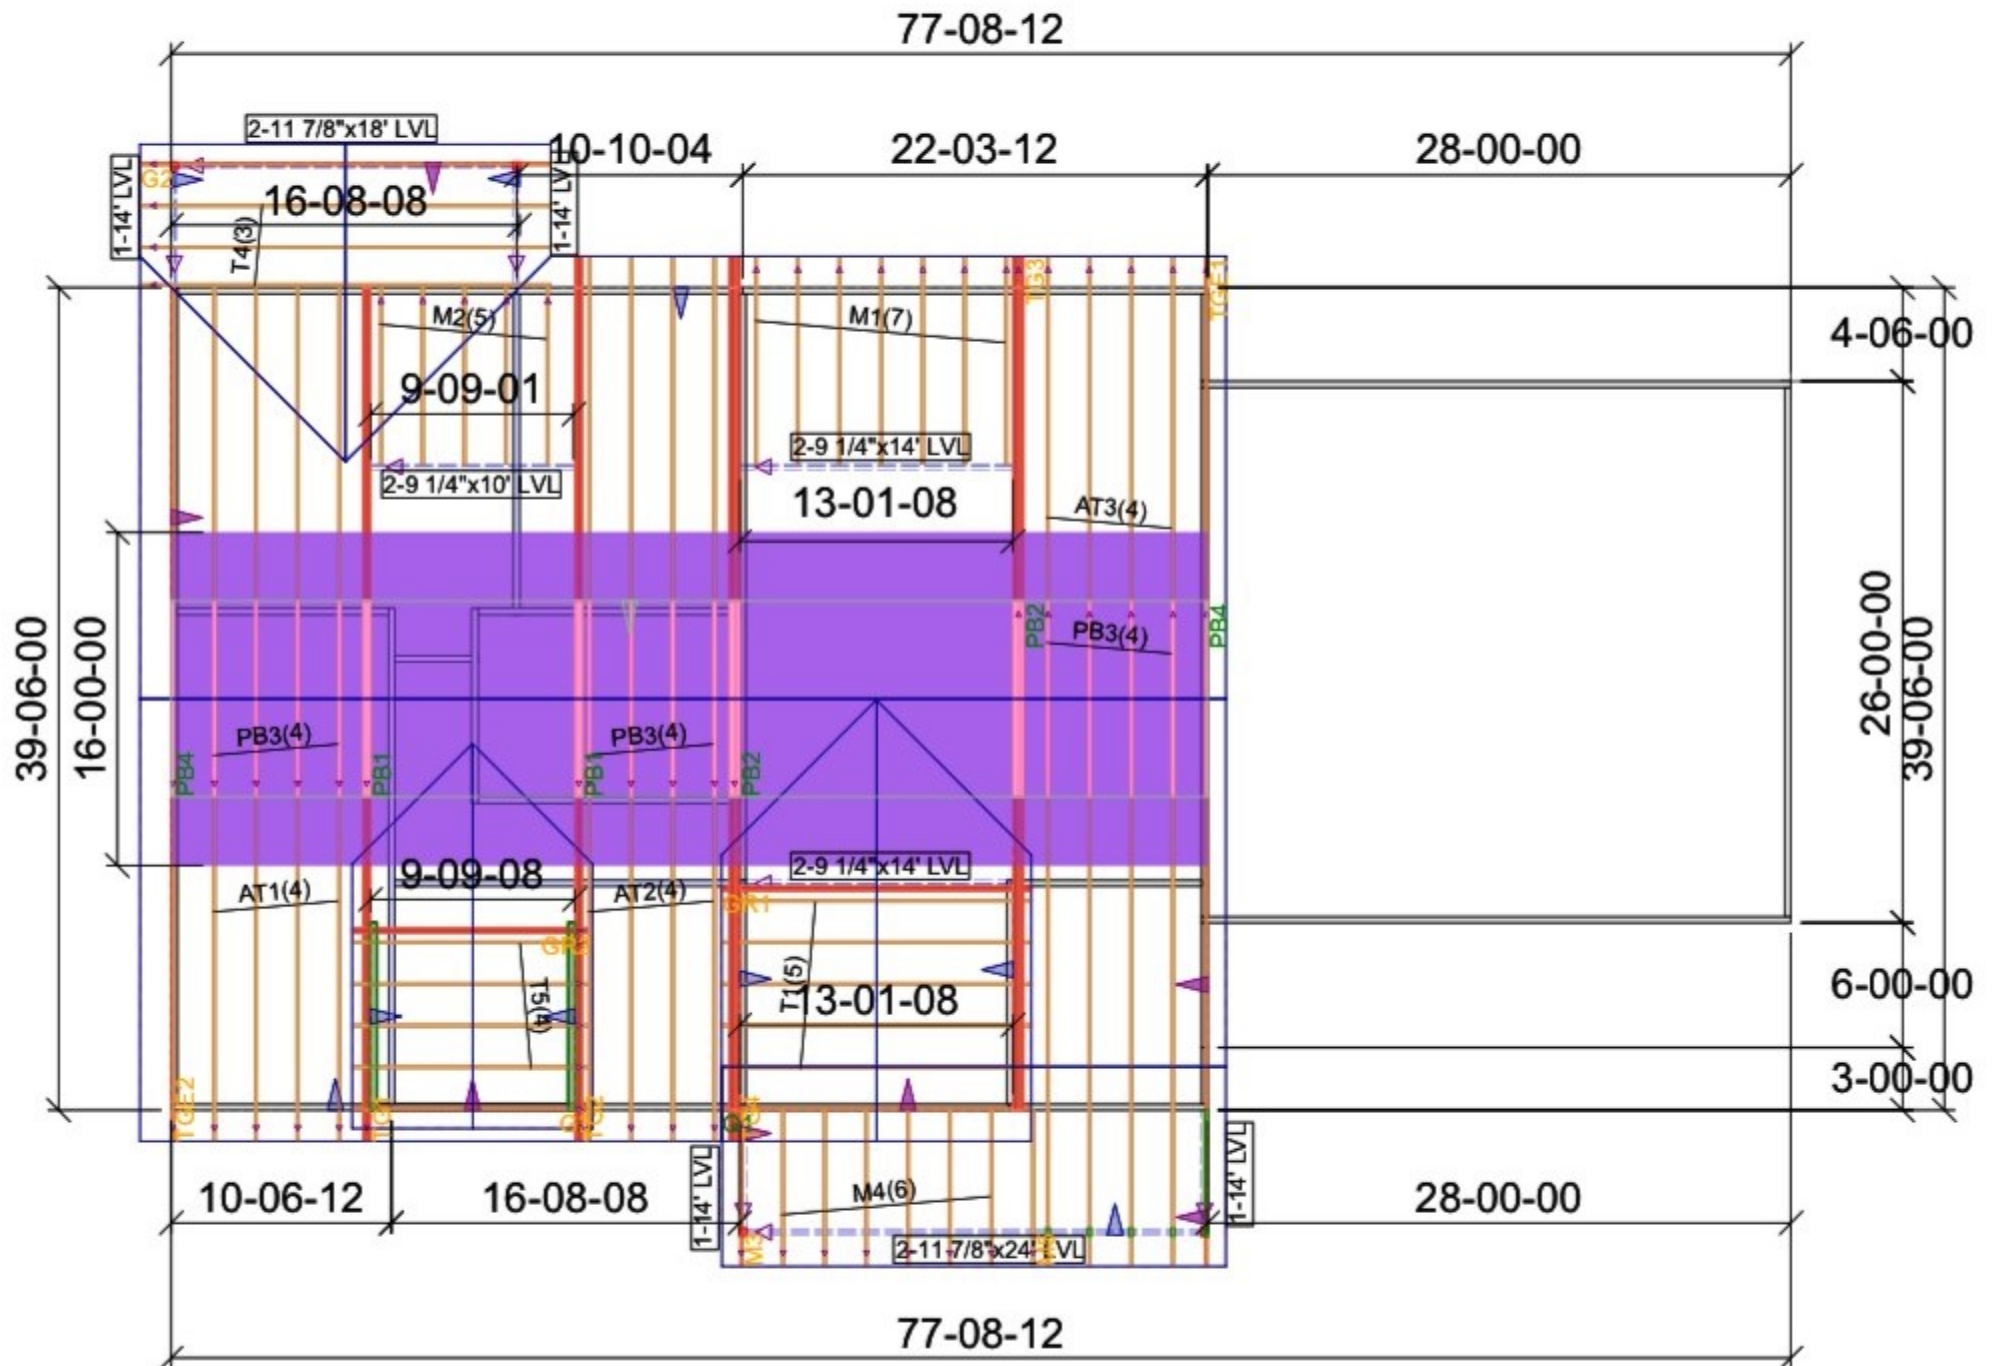 77-08-12
2-11 7/8"x18' LVL
10-10-04
22-03-12
28-00-00
1-14' LVL
1-14' LVL
G2
16-08-08
T4(3)
TG3
TGE1
M2(5)
M1(7)
4-06-00
9-09-01
2-9 1/4"x14' LVL
2-9 1/4"x10' LVL
13-01-08
AT3(4)
39-06-00
16-00-00
PB2
PB3(4)
PB4
26-00-00
39-06-00
PB3(4)
PB3(4)
PB4
PB1
PB1
PB2
9-09-08
2-9 1/4"x14' LVL
AT1(4)
AT2(4)
GR1
T5(4)
T1(5)
13-01-08
6-00-00
3-00-00
TGE2
10-06-12
16-08-08
1-14' LVL
M4(6)
1-14' LVL
28-00-00
M3
2-11 7/8"x24' LVL
77-08-12